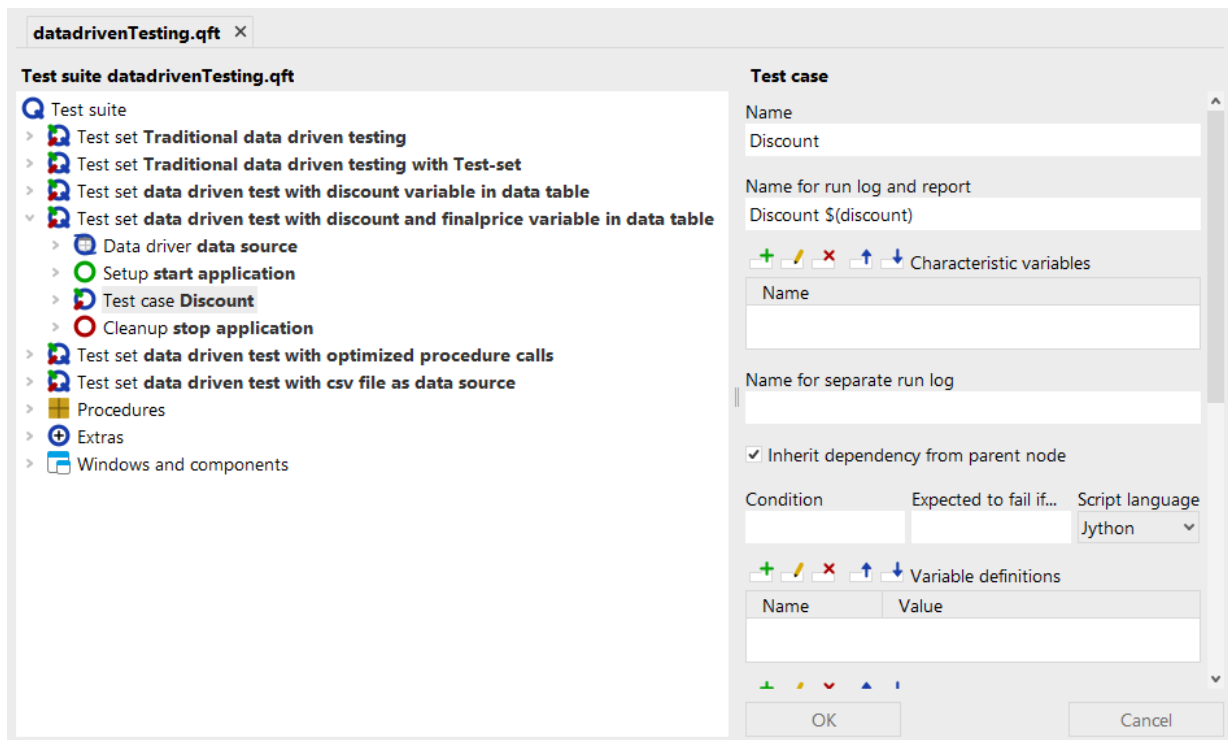 datadrivenTesting.qft ×
Test suite datadrivenTesting.qft
Test suite
Test set Traditional data driven testing
Test set Traditional data driven testing with Test-set
Test set data driven test with discount variable in data table
Test set data driven test with discount and finalprice variable in data table
Data driver data source
Setup start application
Test case Discount
Cleanup stop application
Test set data driven test with optimized procedure calls
Test set data driven test with csv file as data source
Procedures
Extras
Windows and components
Test case
Name
Discount
Name for run log and report
Discount $(discount)
Characteristic variables
Name
Name for separate run log
Inherit dependency from parent node
Condition Expected to fail if... Script language
Jython
Variable definitions
Name Value
OK Cancel